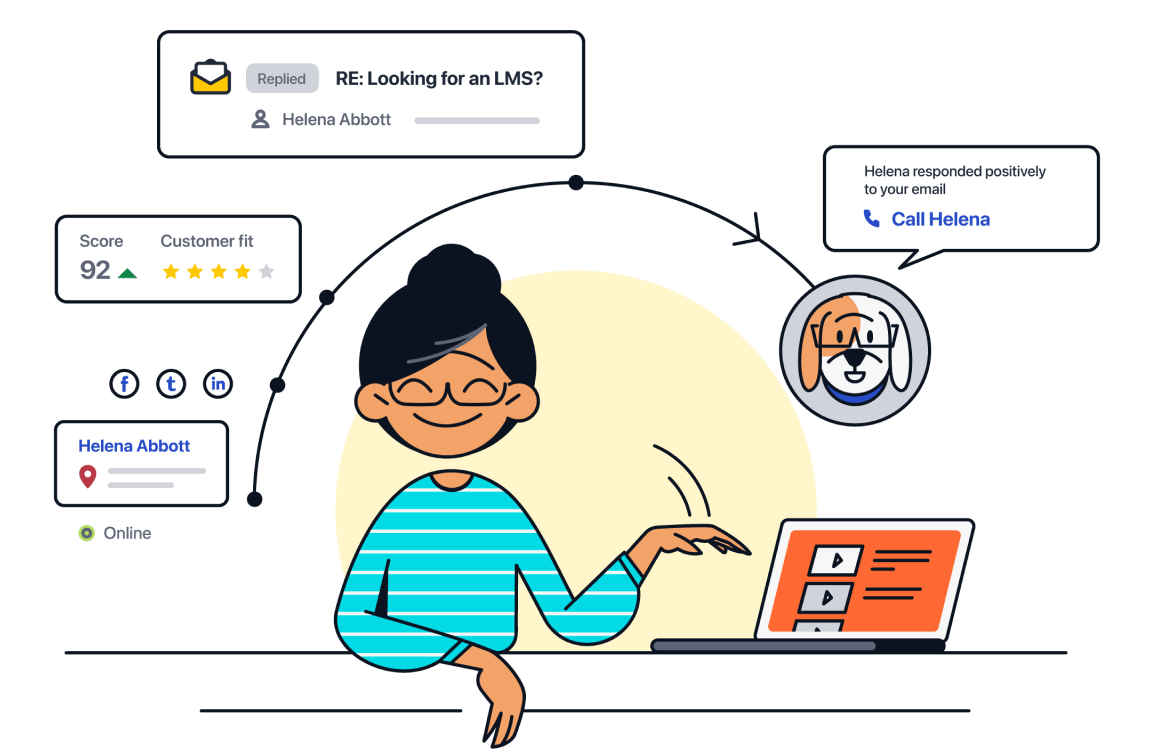 Replied RE: Looking for an LMS?
Helena Abbott
Helena responded positively
to your email
Call Helena
Score Customer fit
92
f t in
Helena Abbott
Online